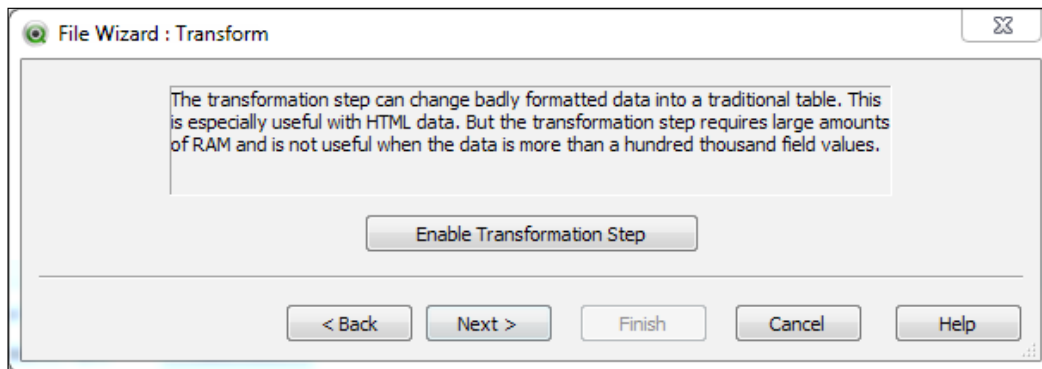 File Wizard : Transform
The transformation step can change badly formatted data into a traditional table. This
is especially useful with HTML data. But the transformation step requires large amounts
of RAM and is not useful when the data is more than a hundred thousand field values.
Enable Transformation Step
< Back Next > Finish Cancel Help